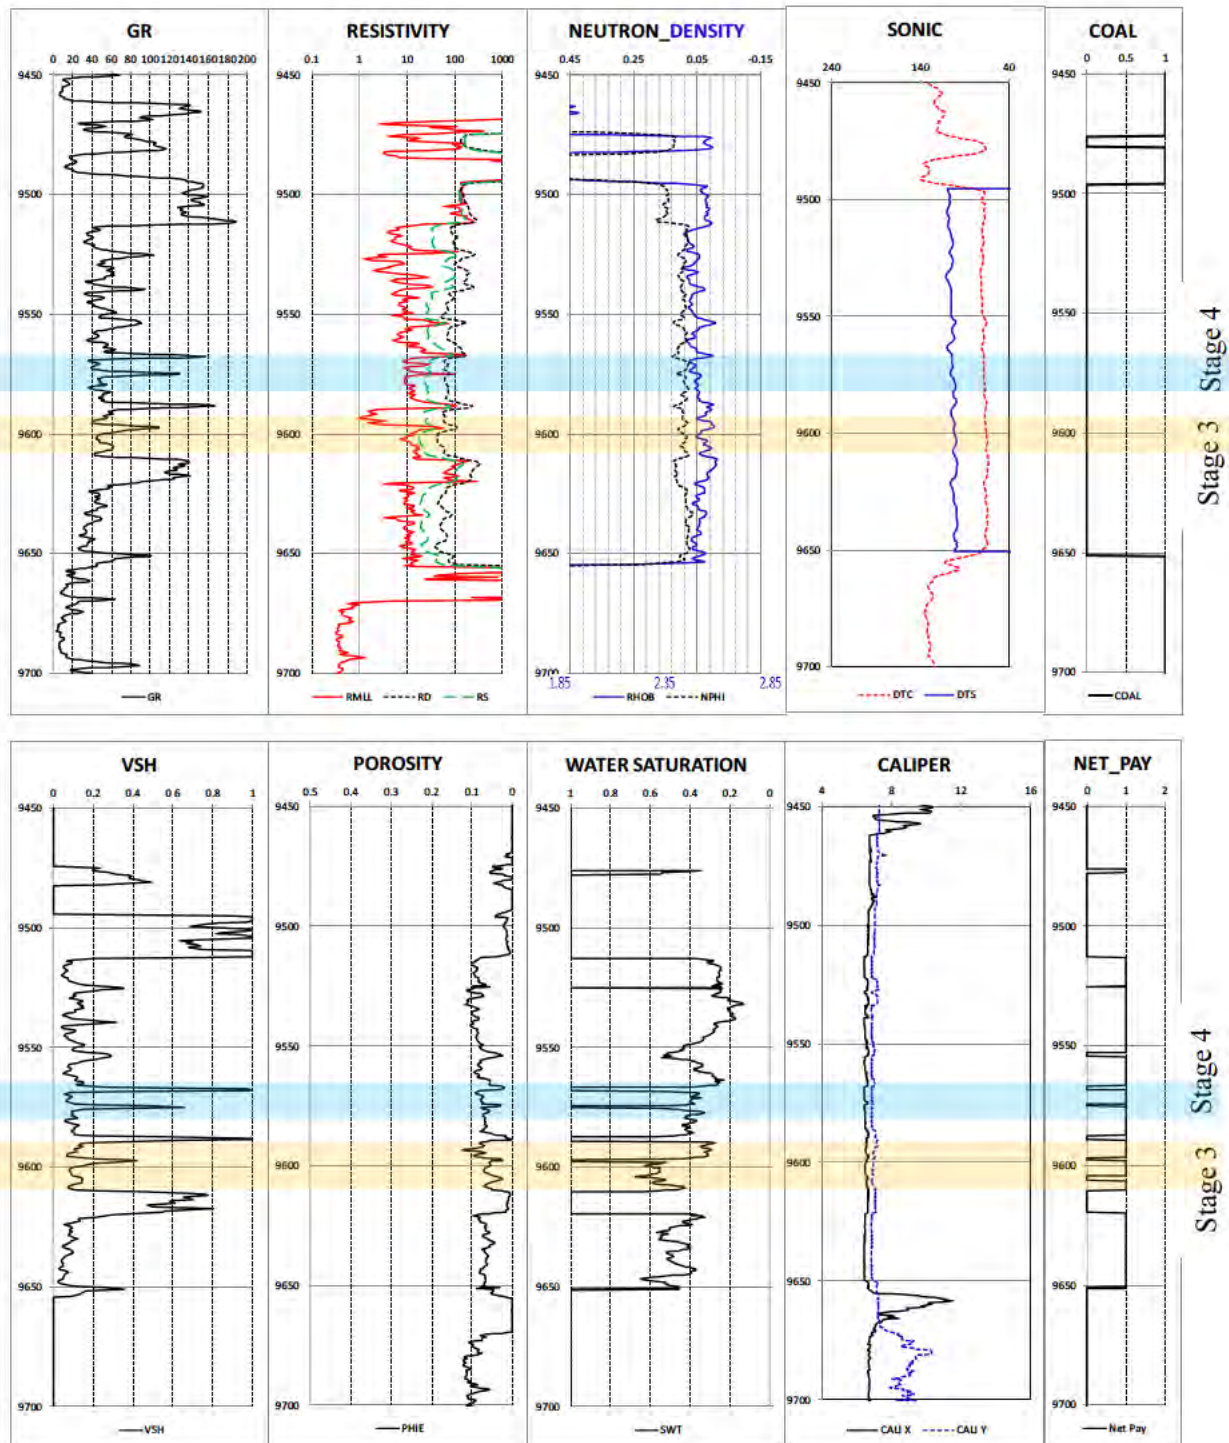 GR
0 20 40 60 80 100 120 140 160 180 200
9450
9500
9550
9600
9650
9700
GR
RESISTIVITY
0.1 1 10 100 1000
9450
9500
9550
9600
9650
9700
RMLL RD RS
NEUTRON_DENSITY
0.45 0.25 0.05 -0.15
9450
9500
9550
9600
9650
9700
1.85 2.35 2.85
RHOB NPHI
SONIC
240 140 40
9450
9500
9550
9600
9650
9700
DTC DTS
COAL
0 0.5 1
9450
9500
9550
9600
9650
9700
COAL
Stage 4
Stage 3
VSH
0 0.2 0.4 0.6 0.8 1
9450
9500
9550
9600
9650
9700
VSH
POROSITY
0.5 0.4 0.3 0.2 0.1 0
9450
9500
9550
9600
9650
9700
PHIE
WATER SATURATION
1 0.8 0.6 0.4 0.2 0
9450
9500
9550
9600
9650
9700
SWT
CALIPER
4 8 12 16
9450
9500
9550
9600
9650
9700
CALI X CALI Y
NET_PAY
0 1 2
9450
9500
9550
9600
9650
9700
Net Pay
Stage 4
Stage 3